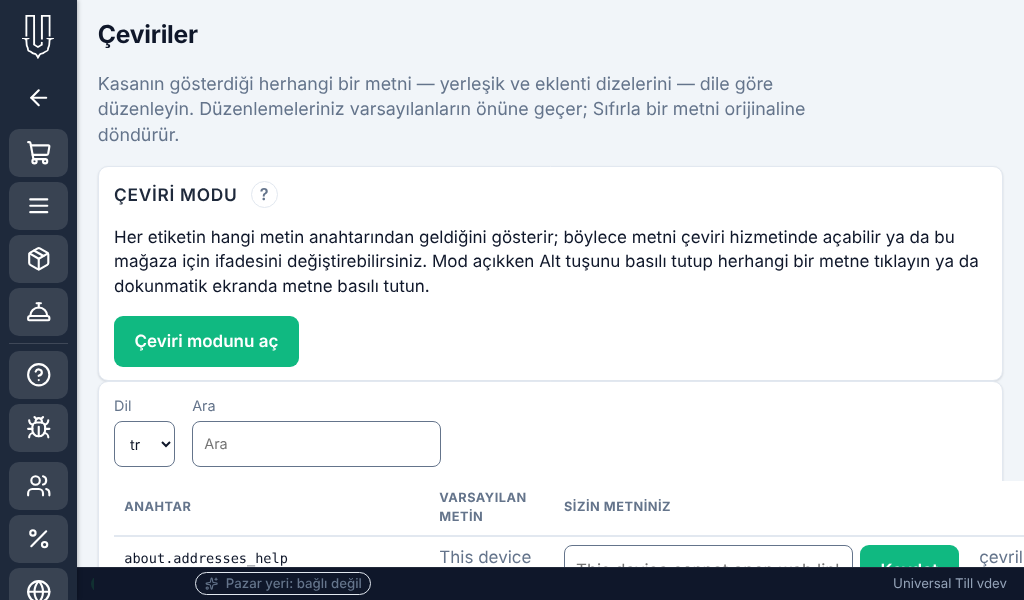 Çeviriler
Kasanın gösterdiği herhangi bir metni — yerleşik ve eklenti dizelerini — dile göre
düzenleyin. Düzenlemeleriniz varsayılanların önüne geçer; Sıfırla bir metni orijinaline
döndürür.
ÇEVİRİ MODU ?
Her etiketin hangi metin anahtarından geldiğini gösterir; böylece metni çeviri hizmetinde açabilir ya da bu
mağaza için ifadesini değiştirebilirsiniz. Mod açıkken Alt tuşunu basılı tutup herhangi bir metne tıklayın ya da
dokunmatik ekranda metne basılı tutun.
Çeviri modunu aç
Dil Ara
tr Ara
ANAHTAR VARSAYILAN METİN SİZİN METNİNİZ
about.addresses_help This device
Pazar yeri: bağlı değil Universal Till vdev